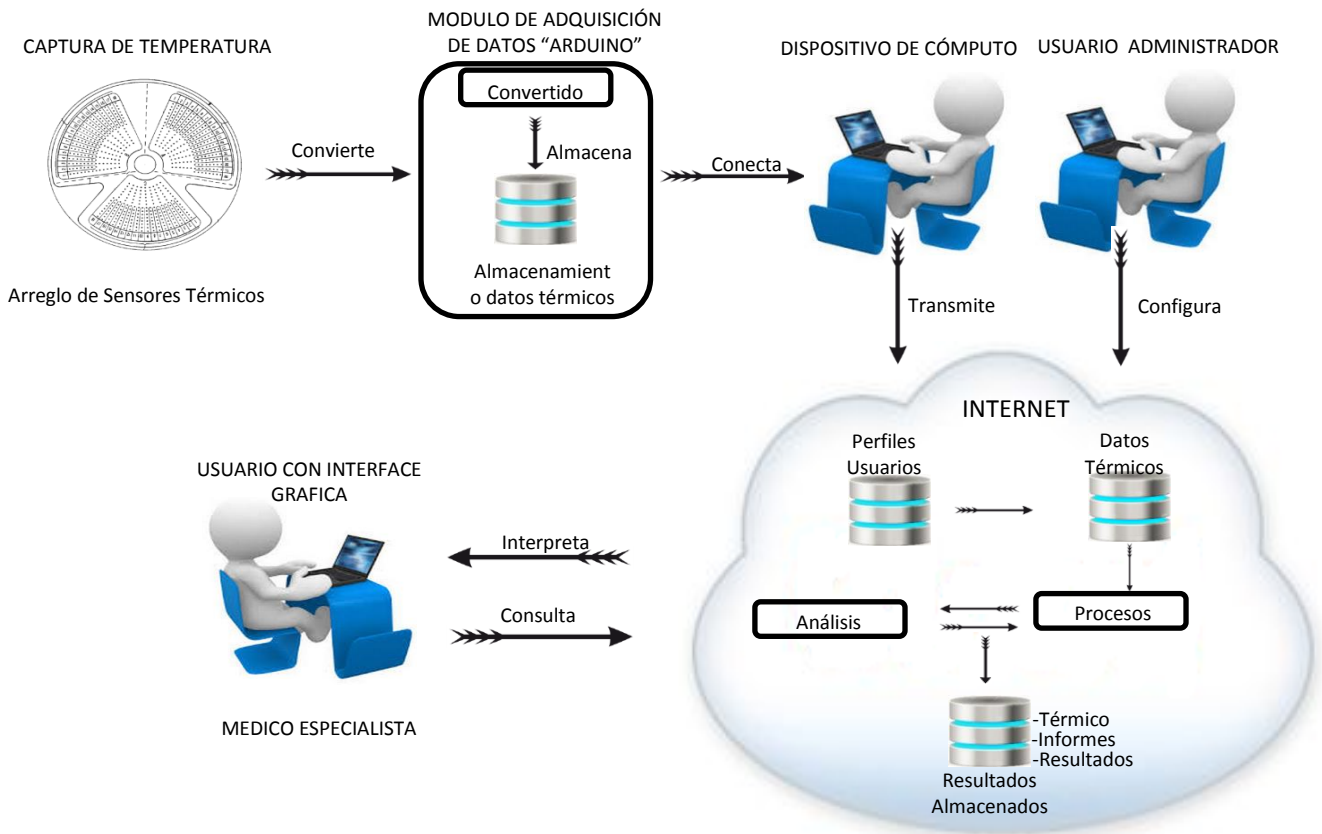 CAPTURA DE TEMPERATURA
MODULO DE ADQUISICIÓN
DE DATOS “ARDUINO”
DISPOSITIVO DE CÓMPUTO
USUARIO ADMINISTRADOR
Convertido
Convierte
Almacena
Conecta
Almacenamient
o datos térmicos
Arreglo de Sensores Térmicos
Transmite
Configura
INTERNET
Perfiles
Usuarios
Datos
Térmicos
USUARIO CON INTERFACE
GRAFICA
Interpreta
Consulta
Análisis
Procesos
MEDICO ESPECIALISTA
-Térmico
-Informes
-Resultados
Resultados
Almacenados